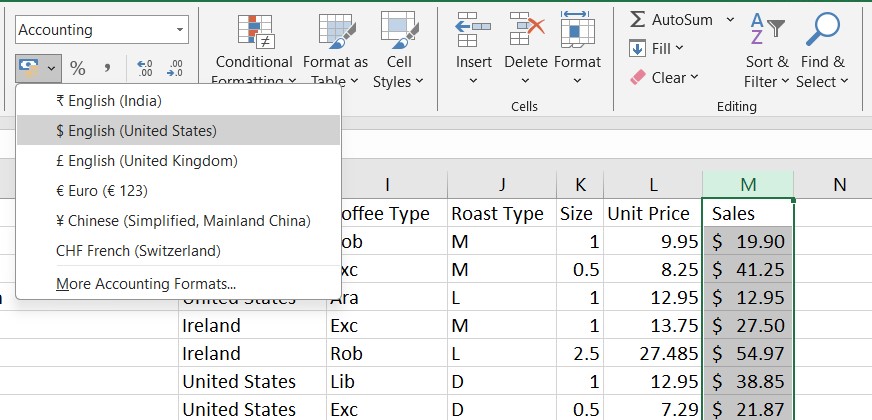 Accounting
% , ←0 .00 .00 →0
Conditional Formatting
Format as Table
Cell Styles
Insert Delete Format
Cells
Σ AutoSum
Fill
Clear
A Z
Sort & Filter
Find & Select
Editing
₹ English (India)
$ English (United States)
£ English (United Kingdom)
€ Euro (€ 123)
¥ Chinese (Simplified, Mainland China)
CHF French (Switzerland)
More Accounting Formats...
I J K L M N
offee Type Roast Type Size Unit Price Sales
ob M 1 9.95 $ 19.90
xc M 0.5 8.25 $ 41.25
United States Ara L 1 12.95 $ 12.95
Ireland Exc M 1 13.75 $ 27.50
Ireland Rob L 2.5 27.485 $ 54.97
United States Lib D 1 12.95 $ 38.85
United States Exc D 0.5 7.29 $ 21.87